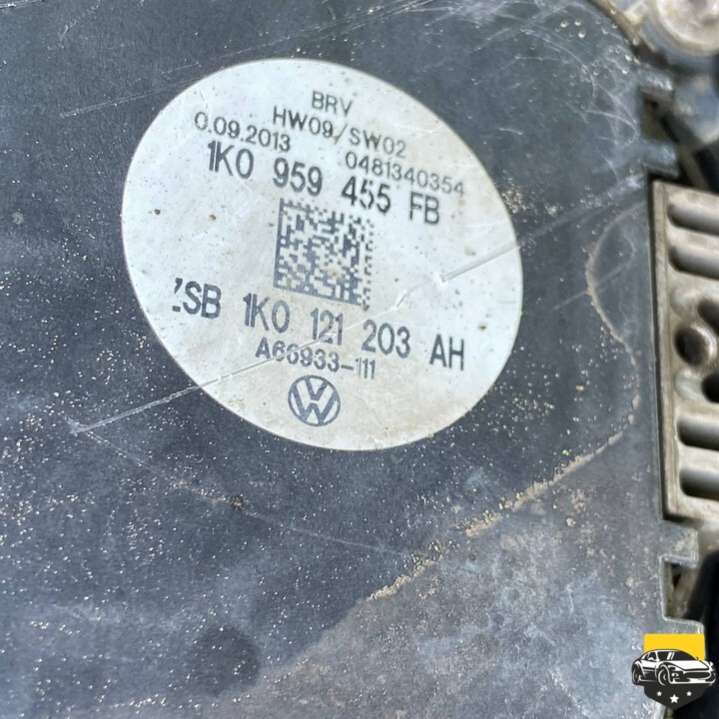 BRV
HW09/SW02
0.09.2013 0481340354
1K0 959 455 FB
ZSB 1K0 121 203 AH
A66933-111